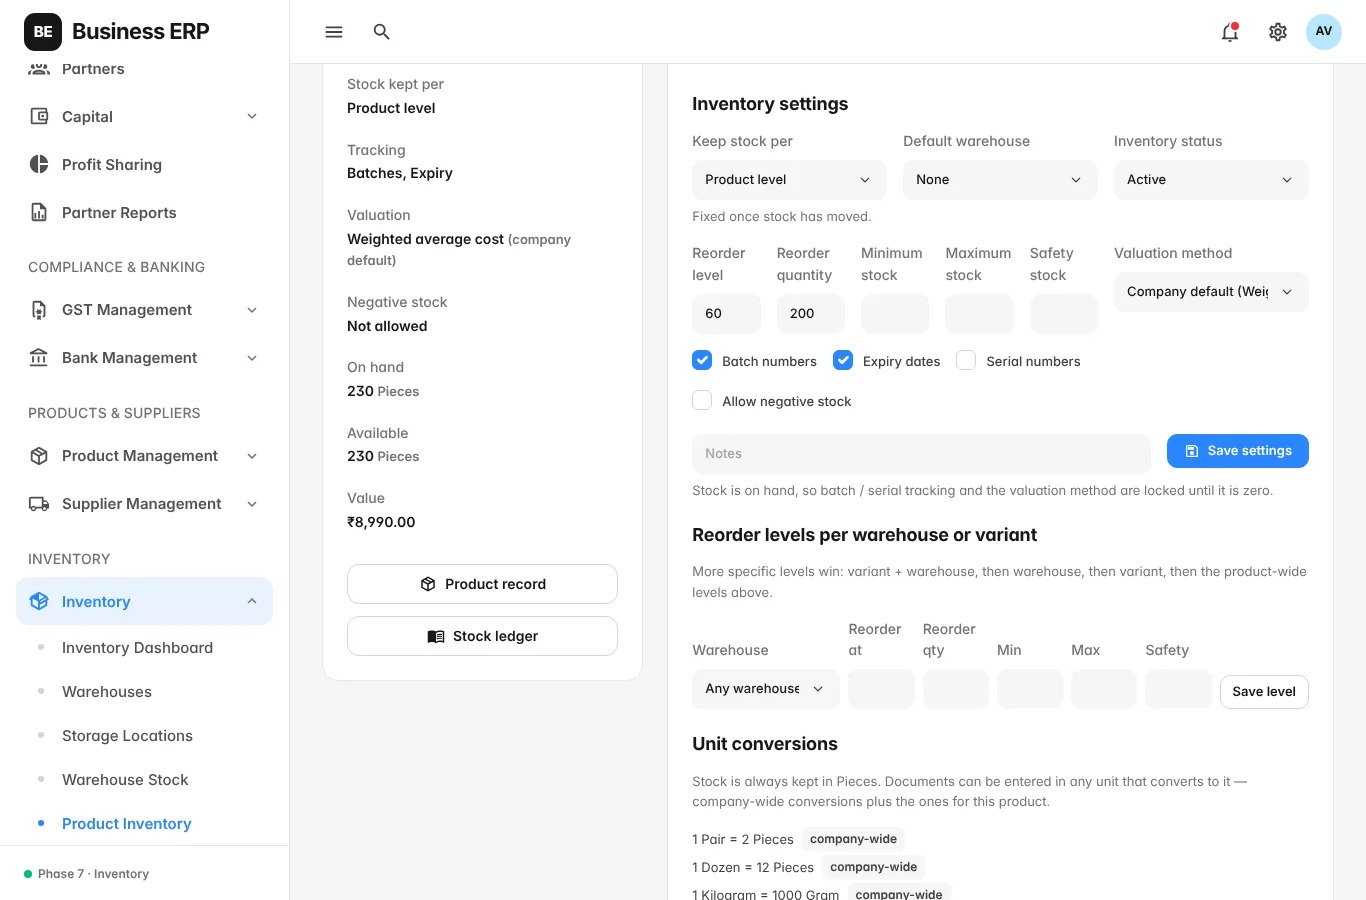 BE Business ERP
AV
Partners
Capital
Profit Sharing
Partner Reports
COMPLIANCE & BANKING
GST Management
Bank Management
PRODUCTS & SUPPLIERS
Product Management
Supplier Management
INVENTORY
Inventory
Inventory Dashboard
Warehouses
Storage Locations
Warehouse Stock
Product Inventory
Phase 7 · Inventory
Stock kept per
Product level
Tracking
Batches, Expiry
Valuation
Weighted average cost (company
default)
Negative stock
Not allowed
On hand
230 Pieces
Available
230 Pieces
Value
₹8,990.00
Product record
Stock ledger
Inventory settings
Keep stock per
Default warehouse
Inventory status
Product level
None
Active
Fixed once stock has moved.
Reorder level
Reorder quantity
Minimum stock
Maximum stock
Safety stock
Valuation method
60
200
Company default (Weig
Batch numbers
Expiry dates
Serial numbers
Allow negative stock
Notes
Save settings
Stock is on hand, so batch / serial tracking and the valuation method are locked until it is zero.
Reorder levels per warehouse or variant
More specific levels win: variant + warehouse, then warehouse, then variant, then the product-wide
levels above.
Warehouse
Reorder at
Reorder qty
Min
Max
Safety
Any warehouse
Save level
Unit conversions
Stock is always kept in Pieces. Documents can be entered in any unit that converts to it —
company-wide conversions plus the ones for this product.
1 Pair = 2 Pieces company-wide
1 Dozen = 12 Pieces company-wide
1 Kilogram = 1000 Gram company-wide